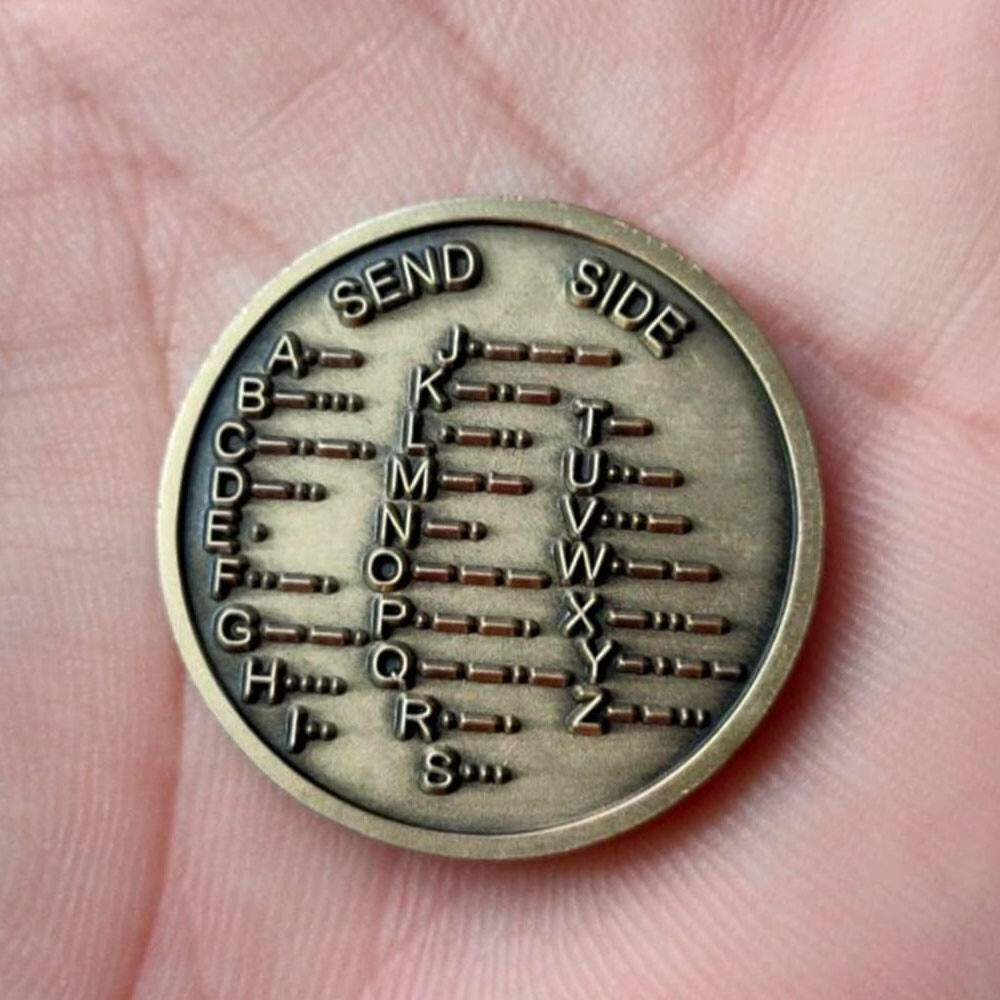 SEND SIDE
A ·−
B −···
C −·−·
D −··
E ·
F ··−·
G −−·
H ····
I ··
J ·−−−
K −·−
L ·−··
M −−
N −·
O −−−
P ·−−·
Q −−·−
R ·−·
S ···
T −
U ··−
V ···−
W ·−−
X −··−
Y −·−−
Z −−··